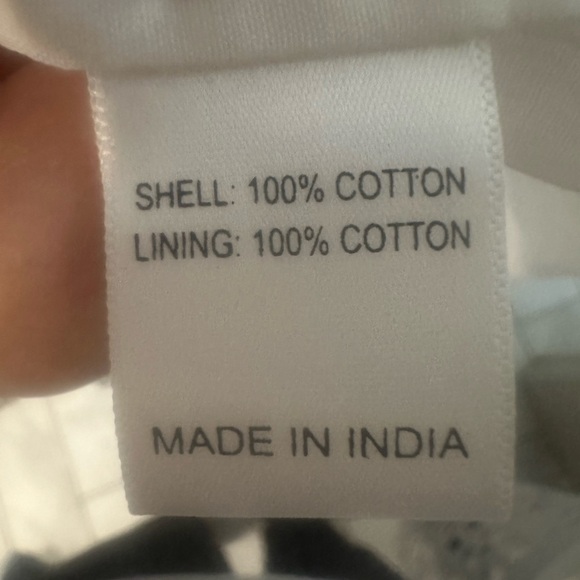 SHELL: 100% COTTON
LINING: 100% COTTON
MADE IN INDIA